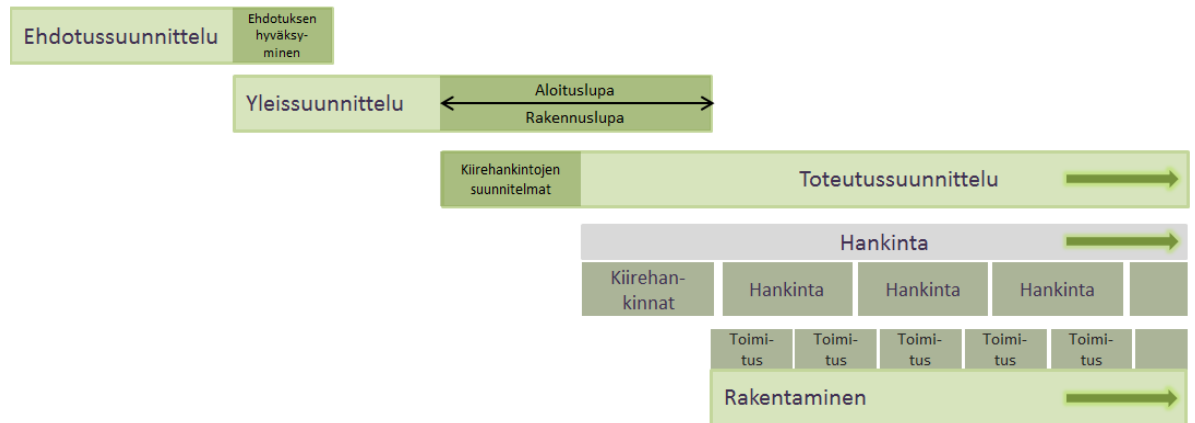 Ehdotussuunnittelu
Ehdotuksen
hyväksy-
minen
Yleissuunnittelu
Aloituslupa
Rakennuslupa
Kiirehankintojen
suunnitelmat
Toteutussuunnittelu
Hankinta
Kiirehan-
kinnat
Hankinta
Hankinta
Hankinta
Toimi-
tus
Toimi-
tus
Toimi-
tus
Toimi-
tus
Toimi-
tus
Rakentaminen